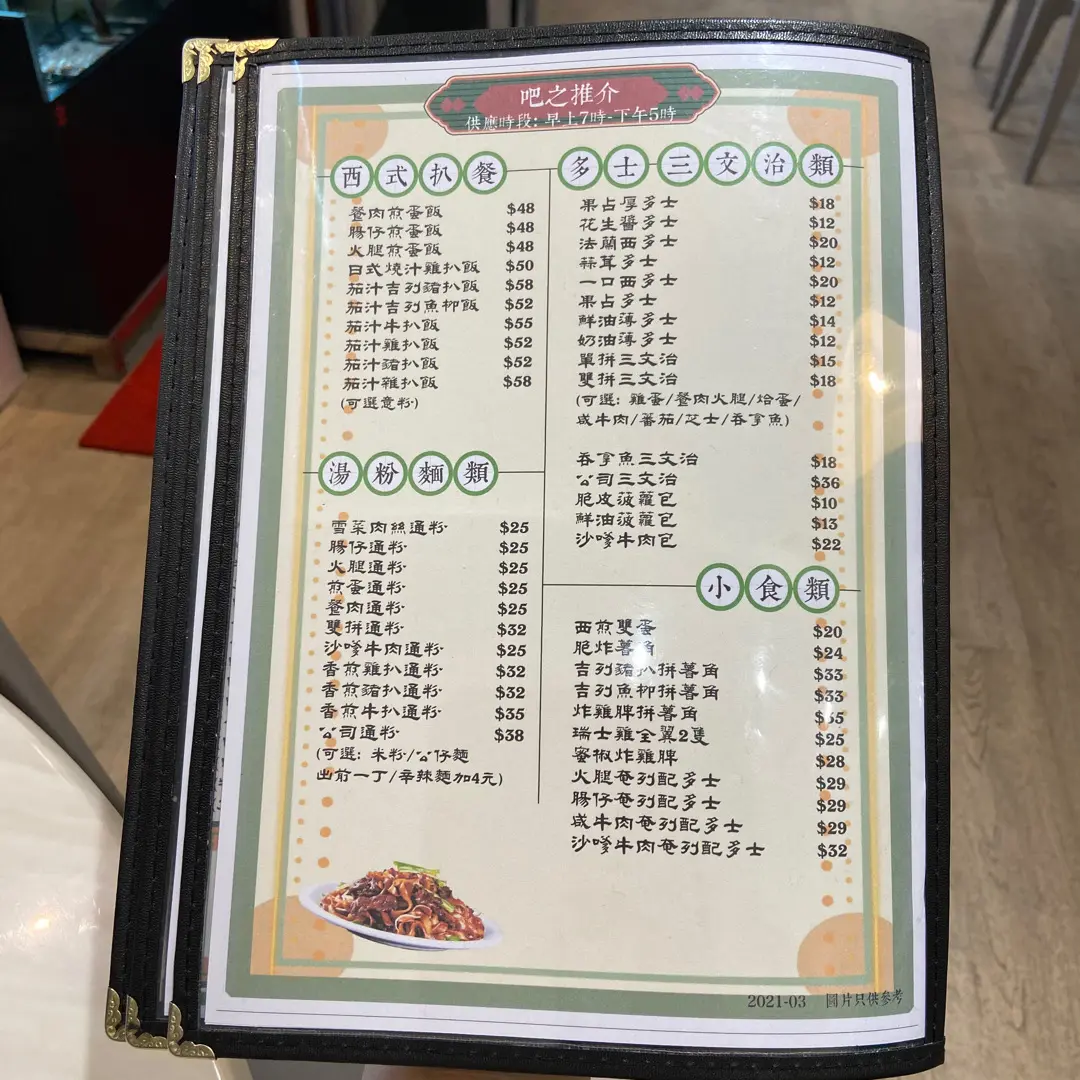 吧之推介
供應時段: 早上7時-下午5時
西式扒餐
餐肉煎蛋飯 $48
腸仔煎蛋飯 $48
火腿煎蛋飯 $48
日式燒汁雞扒飯 $50
茄汁吉列豬扒飯 $58
茄汁吉列魚柳飯 $52
茄汁牛扒飯 $55
茄汁雞扒飯 $52
茄汁豬扒飯 $52
茄汁雜扒飯 $58
(可選意粉)
湯粉麵類
雪菜肉絲通粉 $25
腸仔通粉 $25
火腿通粉 $25
煎蛋通粉 $25
餐肉通粉 $25
雙拼通粉 $32
沙嗲牛肉通粉 $25
香煎雞扒通粉 $32
香煎豬扒通粉 $32
香煎牛扒通粉 $35
公司通粉 $38
(可選: 米粉/公仔麵
出前一丁/辛辣麵加4元)
多士三文治類
果占厚多士 $18
花生醬多士 $12
法蘭西多士 $20
蒜茸多士 $12
一口西多士 $20
果占多士 $12
鮮油薄多士 $14
奶油薄多士 $12
單拼三文治 $15
雙拼三文治 $18
(可選: 雞蛋/餐肉火腿/烚蛋/
咸牛肉/蕃茄/芝士/吞拿魚)
吞拿魚三文治 $18
公司三文治 $36
脆皮菠蘿包 $10
鮮油菠蘿包 $13
沙嗲牛肉包 $22
小食類
西煎雙蛋 $20
脆炸薯角 $24
吉列豬扒拼薯角 $33
吉列魚柳拼薯角 $33
炸雞脾拼薯角 $35
瑞士雞全翼2隻 $25
蜜椒炸雞脾 $28
火腿奄列配多士 $29
腸仔奄列配多士 $29
咸牛肉奄列配多士 $29
沙嗲牛肉奄列配多士 $32
2021-03 圖片只供參考